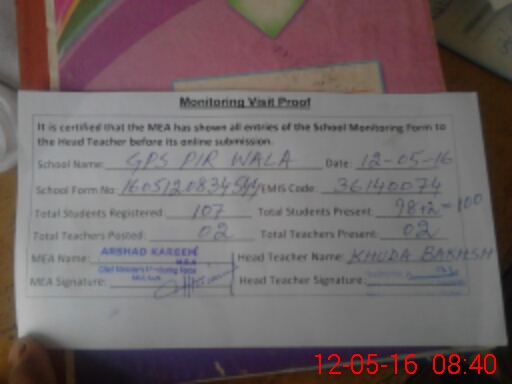 Monitoring Visit Proof
It is certified that the MEA has shown all entries of the School Monitoring Form to
the Head Teacher before its online submission.
School Name: GPS PIR WALA Date: 12-05-16
School Form No: EMIS Code: 36140074
Total Students Registered: 107 Total Students Present: 98+2=100
Total Teachers Posted: 02 Total Teachers Present: 02
MEA Name: ARSHAD KAREEM Head Teacher Name: KHUDA BAKHSH
M.E.A
Chief Minister's Monitoring Force
MEA Signature: Head Teacher Signature:
12-05-16 08:40